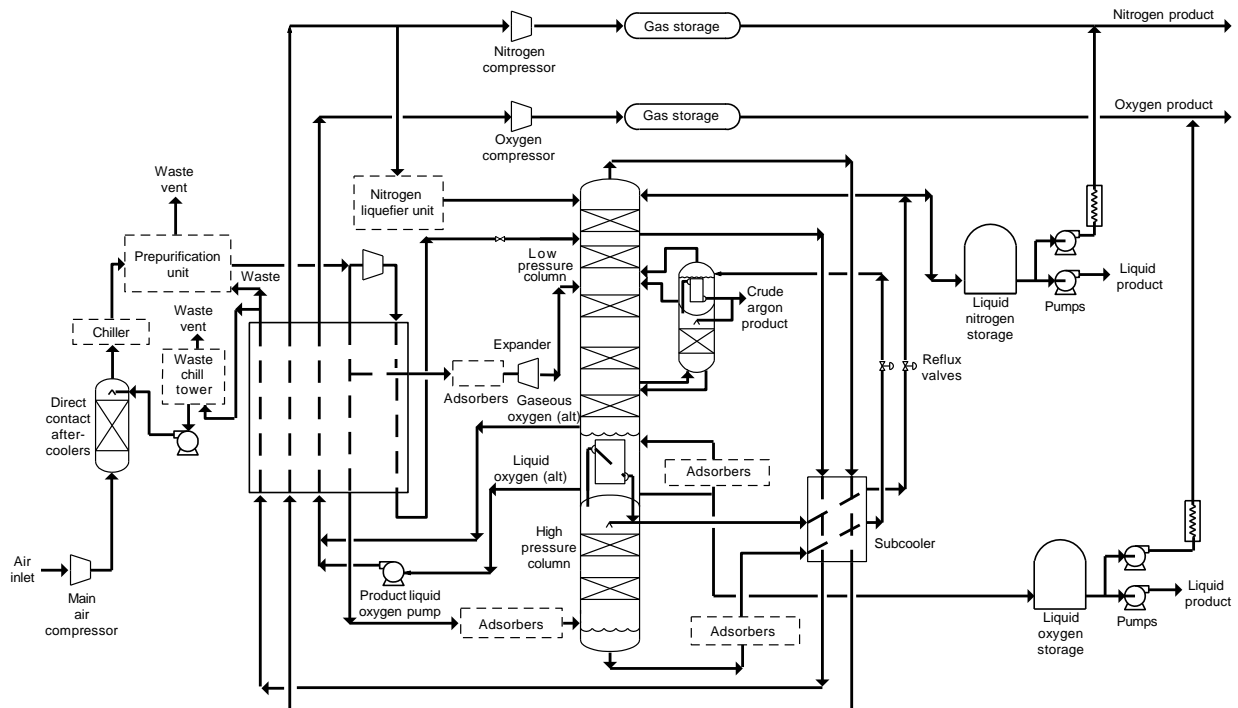 Nitrogen product
Gas storage
Nitrogen
compressor
Oxygen product
Gas storage
Oxygen
compressor
Waste
vent
Nitrogen
liquefier unit
Prepurification
unit
Waste
Low
pressure
column
Crude
argon
product
Liquid
product
Liquid
nitrogen
storage
Pumps
Waste
vent
Chiller
Waste
chill
tower
Expander
Adsorbers
Gaseous
oxygen (alt)
Reflux
valves
Direct
contact
after-
coolers
Liquid
oxygen (alt)
Adsorbers
High
pressure
column
Subcooler
Air
inlet
Main
air
compressor
Product liquid
oxygen pump
Adsorbers
Adsorbers
Liquid
product
Liquid
oxygen
storage
Pumps